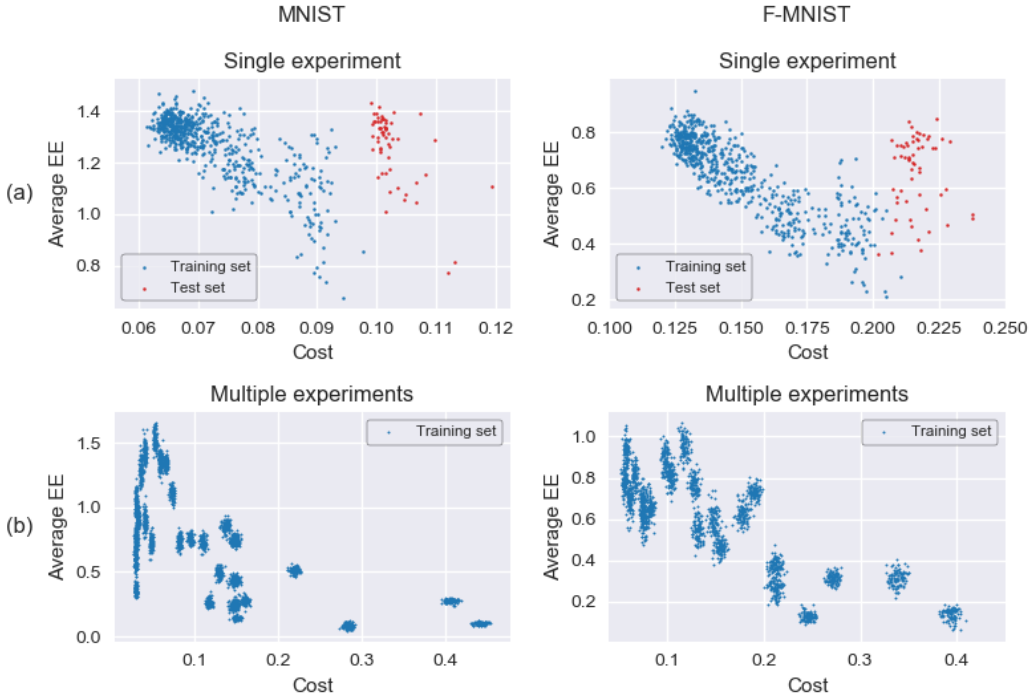 MNIST
F-MNIST
(a)
Single experiment
Average EE
1.4
1.2
1.0
0.8
Training set
Test set
0.06 0.07 0.08 0.09 0.10 0.11 0.12
Cost
Single experiment
Average EE
0.8
0.6
0.4
0.2
Training set
Test set
0.100 0.125 0.150 0.175 0.200 0.225 0.250
Cost
(b)
Multiple experiments
Average EE
1.5
1.0
0.5
0.0
Training set
0.1 0.2 0.3 0.4
Cost
Multiple experiments
Average EE
1.0
0.8
0.6
0.4
0.2
Training set
0.1 0.2 0.3 0.4
Cost